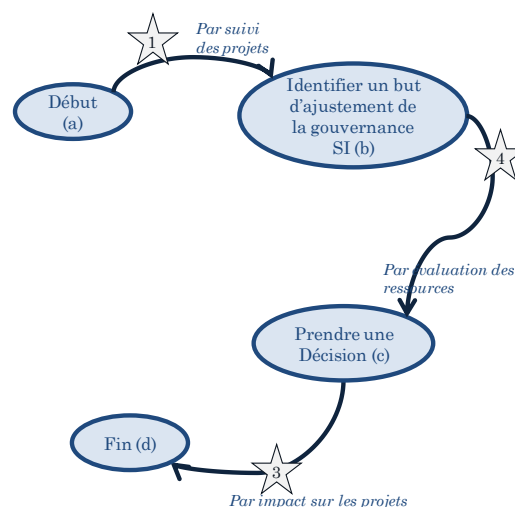 Par suivi
des projets
1
Début
(a)
Identifier un but
d'ajustement de
la gouvernance
SI (b)
4
Par évaluation des
ressources
Prendre une
Décision (c)
Fin (d)
3
Par impact sur les projets